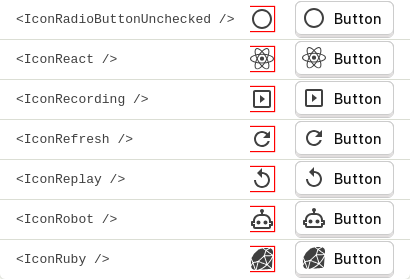 <IconRadioButtonUnchecked /> Button
<IconReact /> Button
<IconRecording /> Button
<IconRefresh /> Button
<IconReplay /> Button
<IconRobot /> Button
<IconRuby /> Button